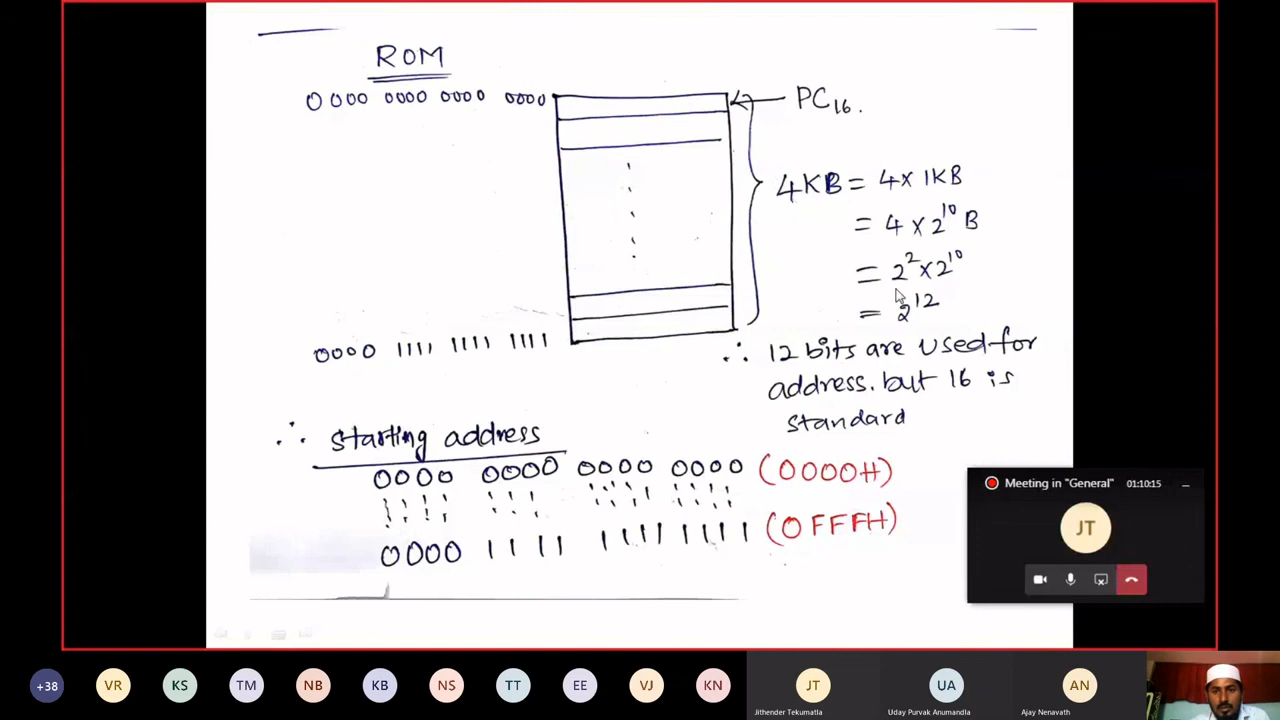 ROM
0000 0000 0000 0000
PC16.
4KB = 4 x 1KB
= 4 x 2^10 B
= 2^2 x 2^10
= 2^12
0000 1111 1111 1111
∴ 12 bits are used for
address. but 16 is
standard
∴ starting address
0000 0000 0000 0000 (0000H)
0000 1111 1111 1111 (0FFFH)
Meeting in "General" 01:10:15
JT
+38 VR KS TM NB KB NS TT EE VJ KN JT UA AN
Jithender Tekumatla Uday Purvak Anumandla Ajay Nenavath